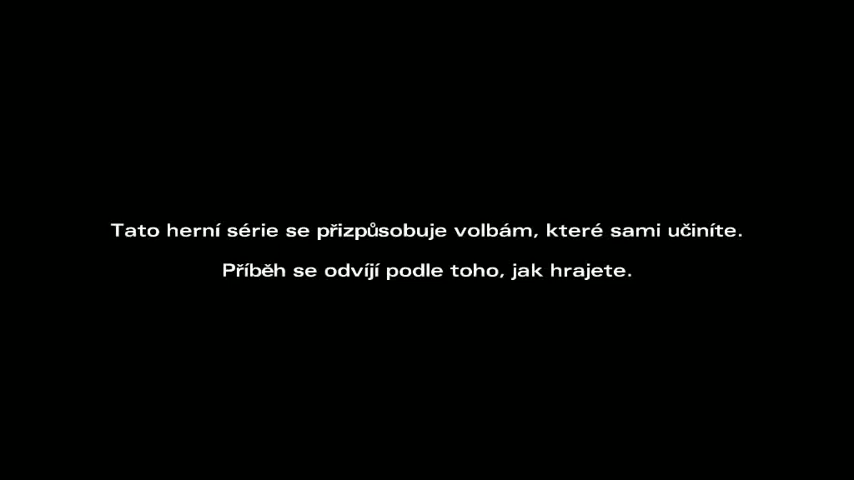 Tato herní série se přizpůsobuje volbám, které sami učiníte.
Příběh se odvíjí podle toho, jak hrajete.